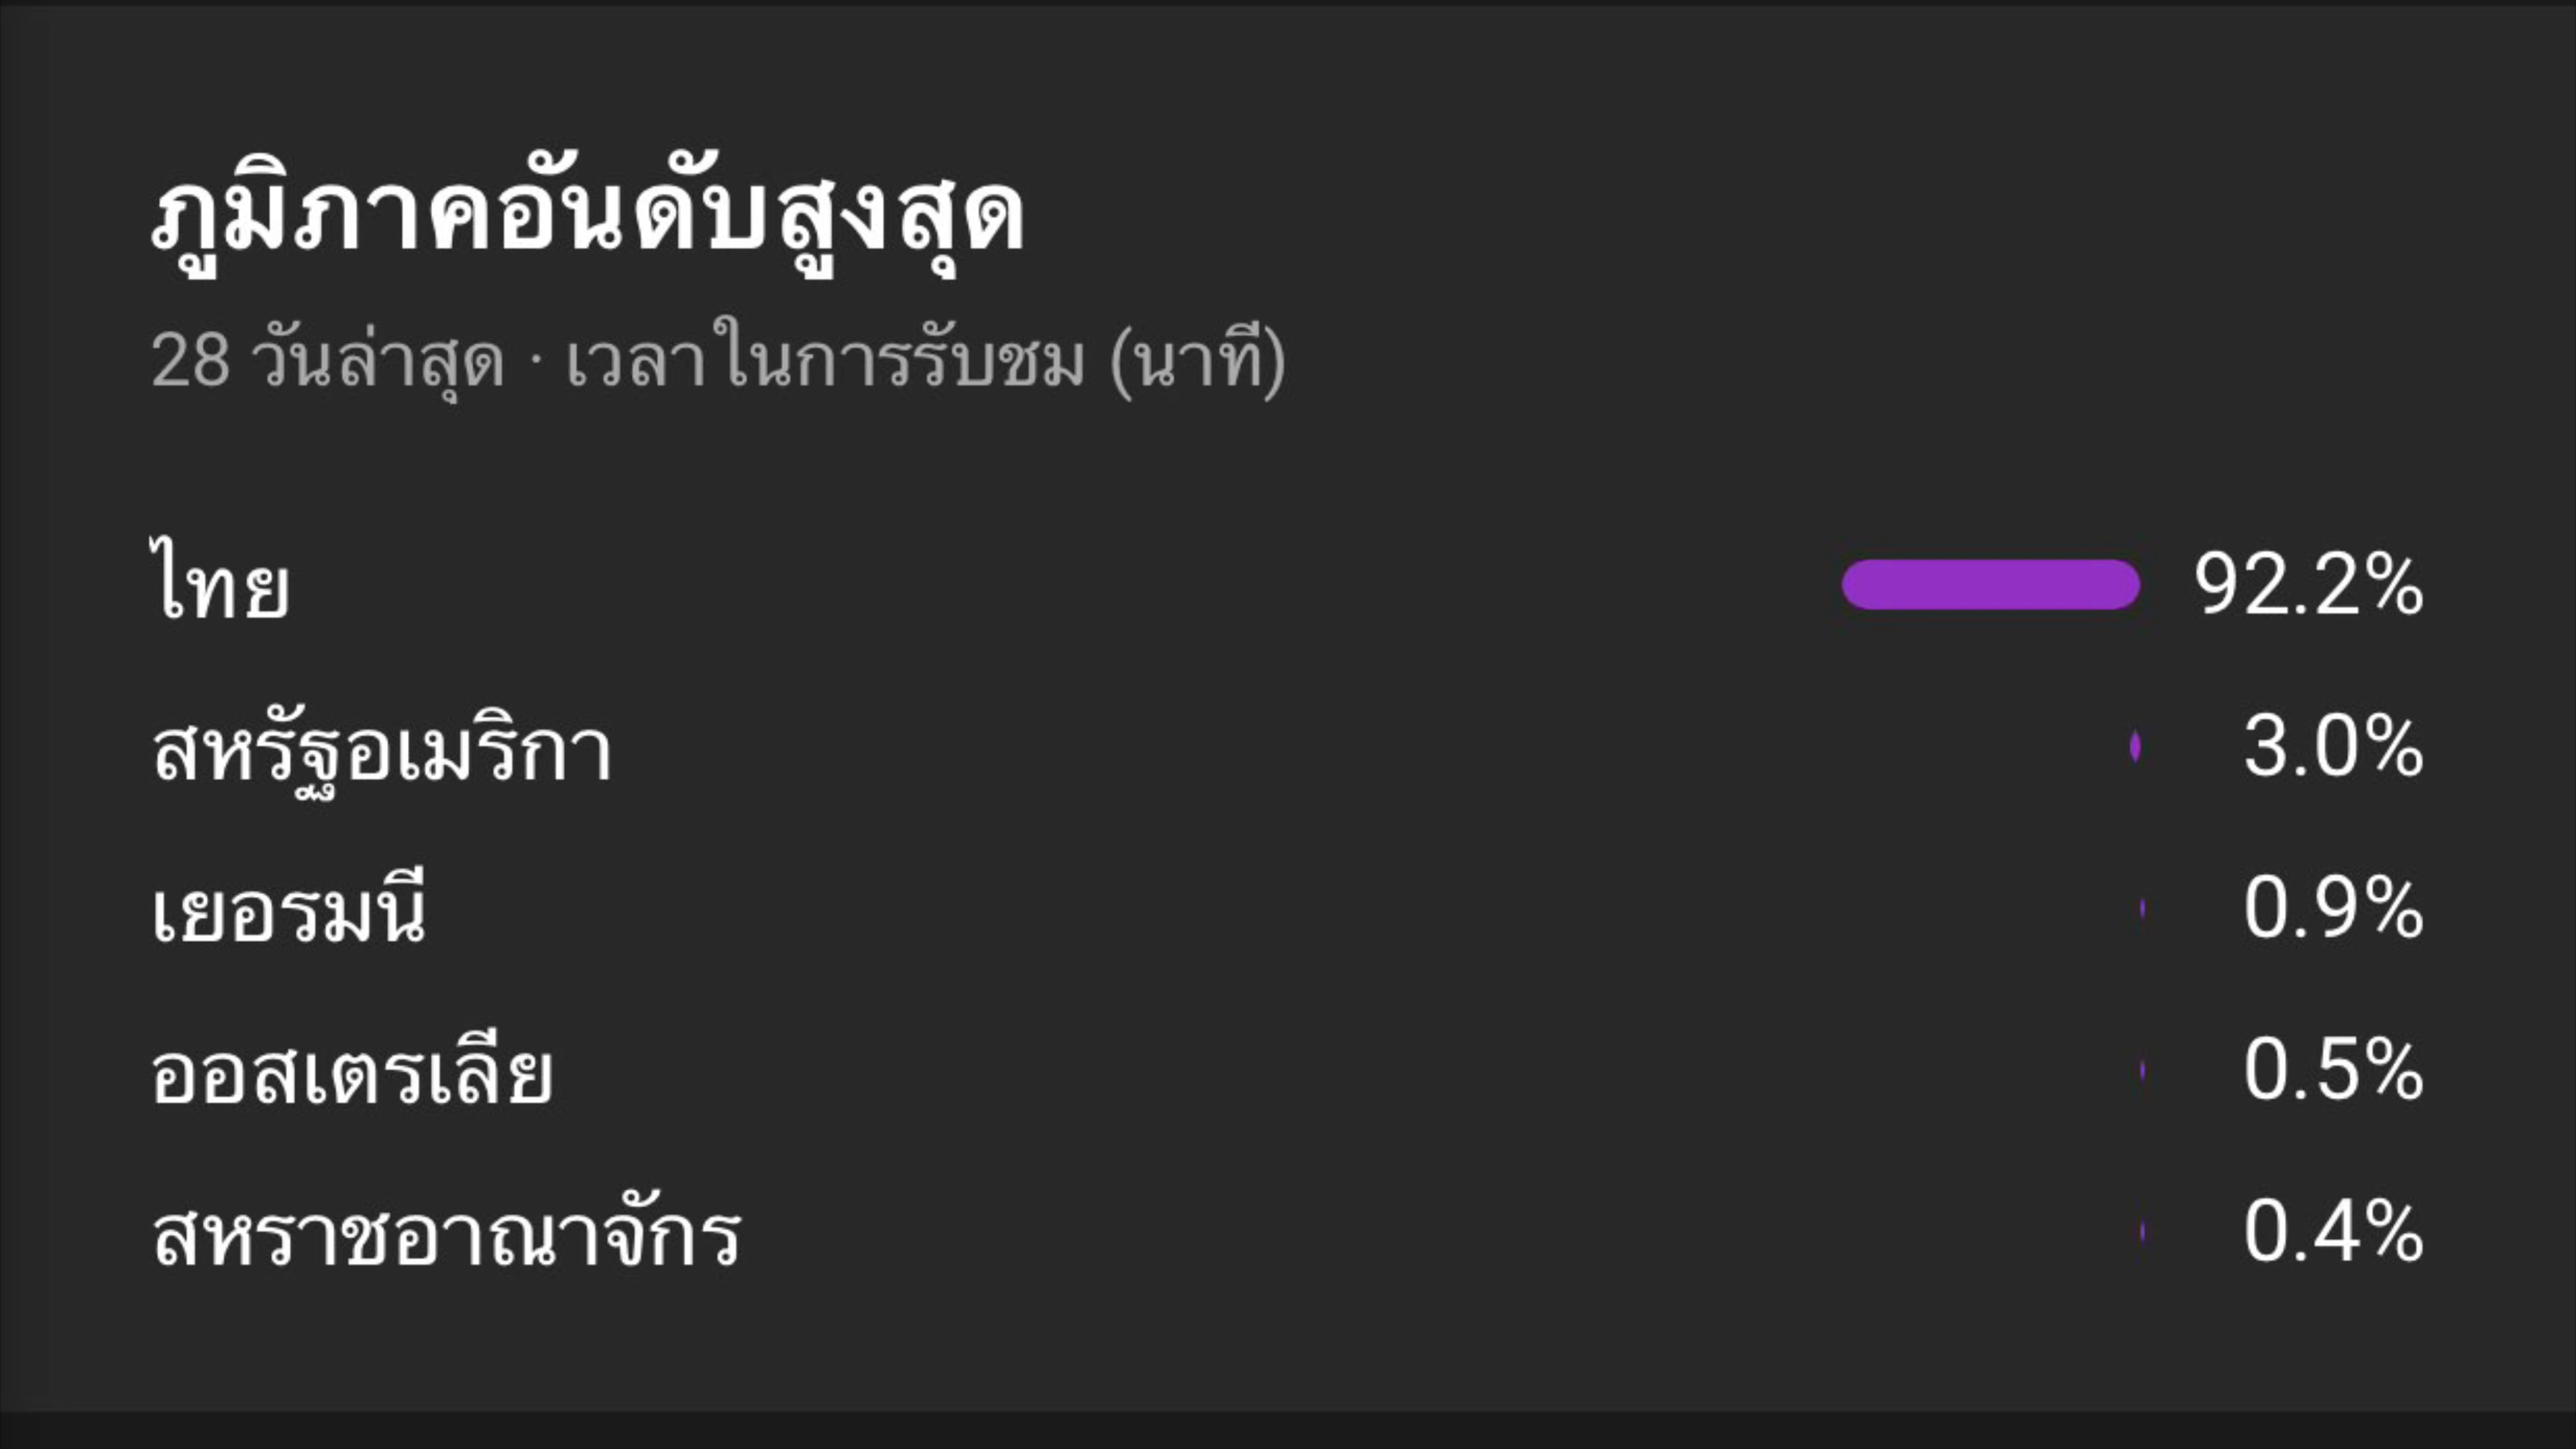 ภูมิภาคอันดับสูงสุด
28 วันล่าสุด · เวลาในการรับชม (นาที)
ไทย 92.2%
สหรัฐอเมริกา 3.0%
เยอรมนี 0.9%
ออสเตรเลีย 0.5%
สหราชอาณาจักร 0.4%